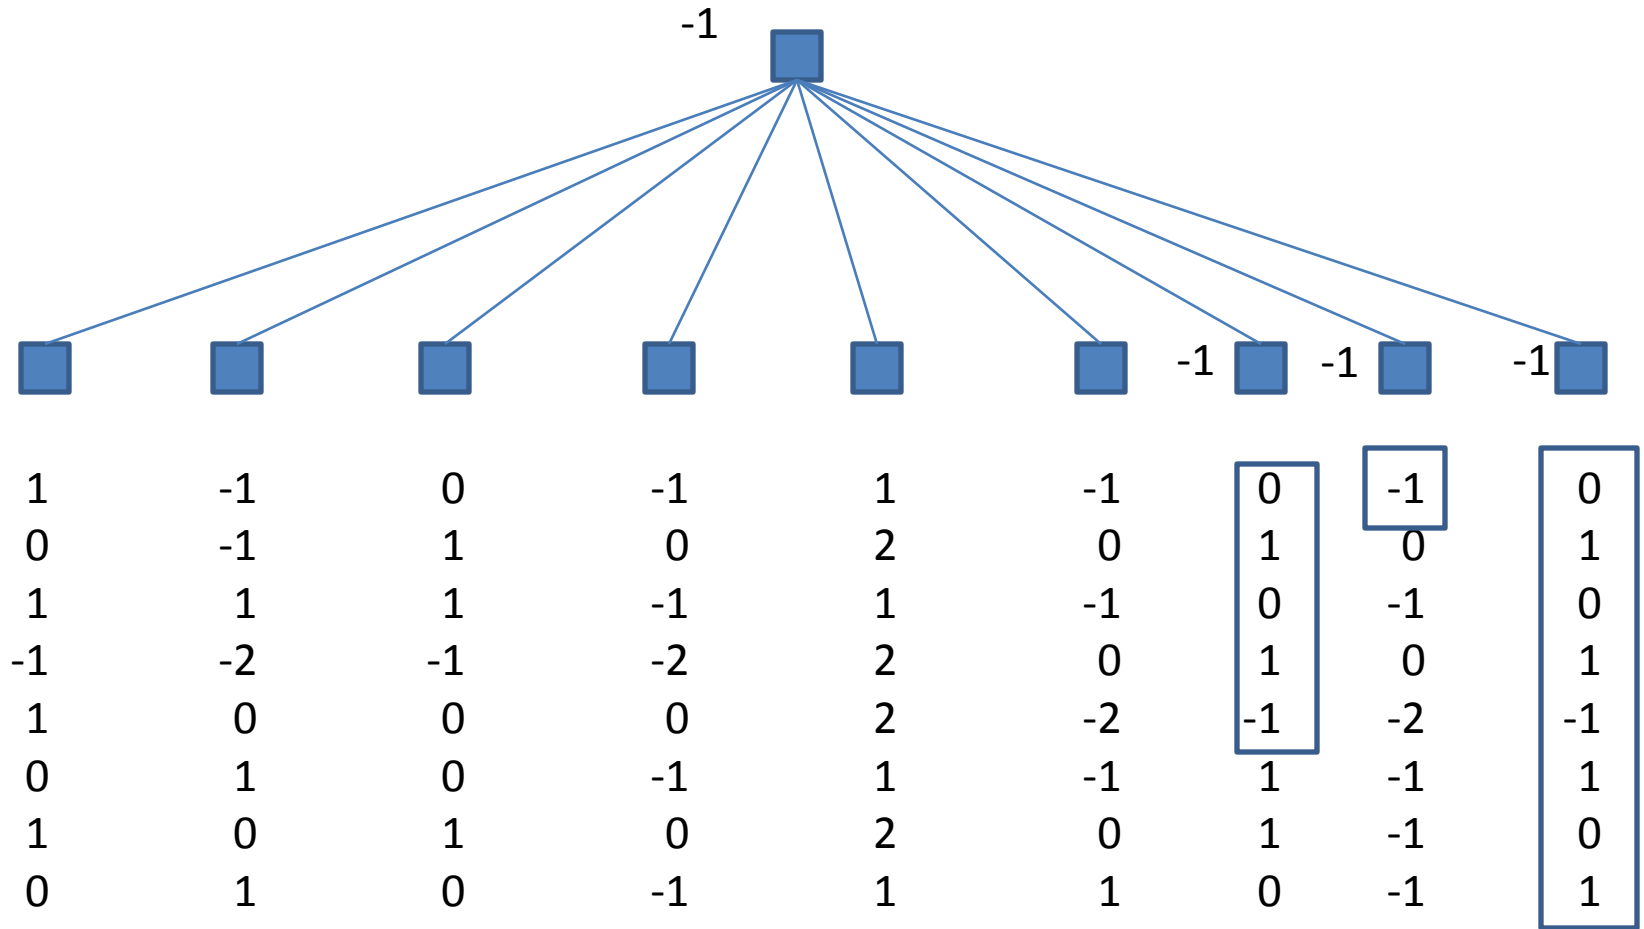 -1
-1 -1 -1
1 -1 0 -1 1 -1 0 -1 0
0 -1 1 0 2 0 1 0 1
1 1 1 -1 1 -1 0 -1 0
-1 -2 -1 -2 2 0 1 0 1
1 0 0 0 2 -2 -1 -2 -1
0 1 0 -1 1 -1 1 -1 1
1 0 1 0 2 0 1 -1 0
0 1 0 -1 1 1 0 -1 1